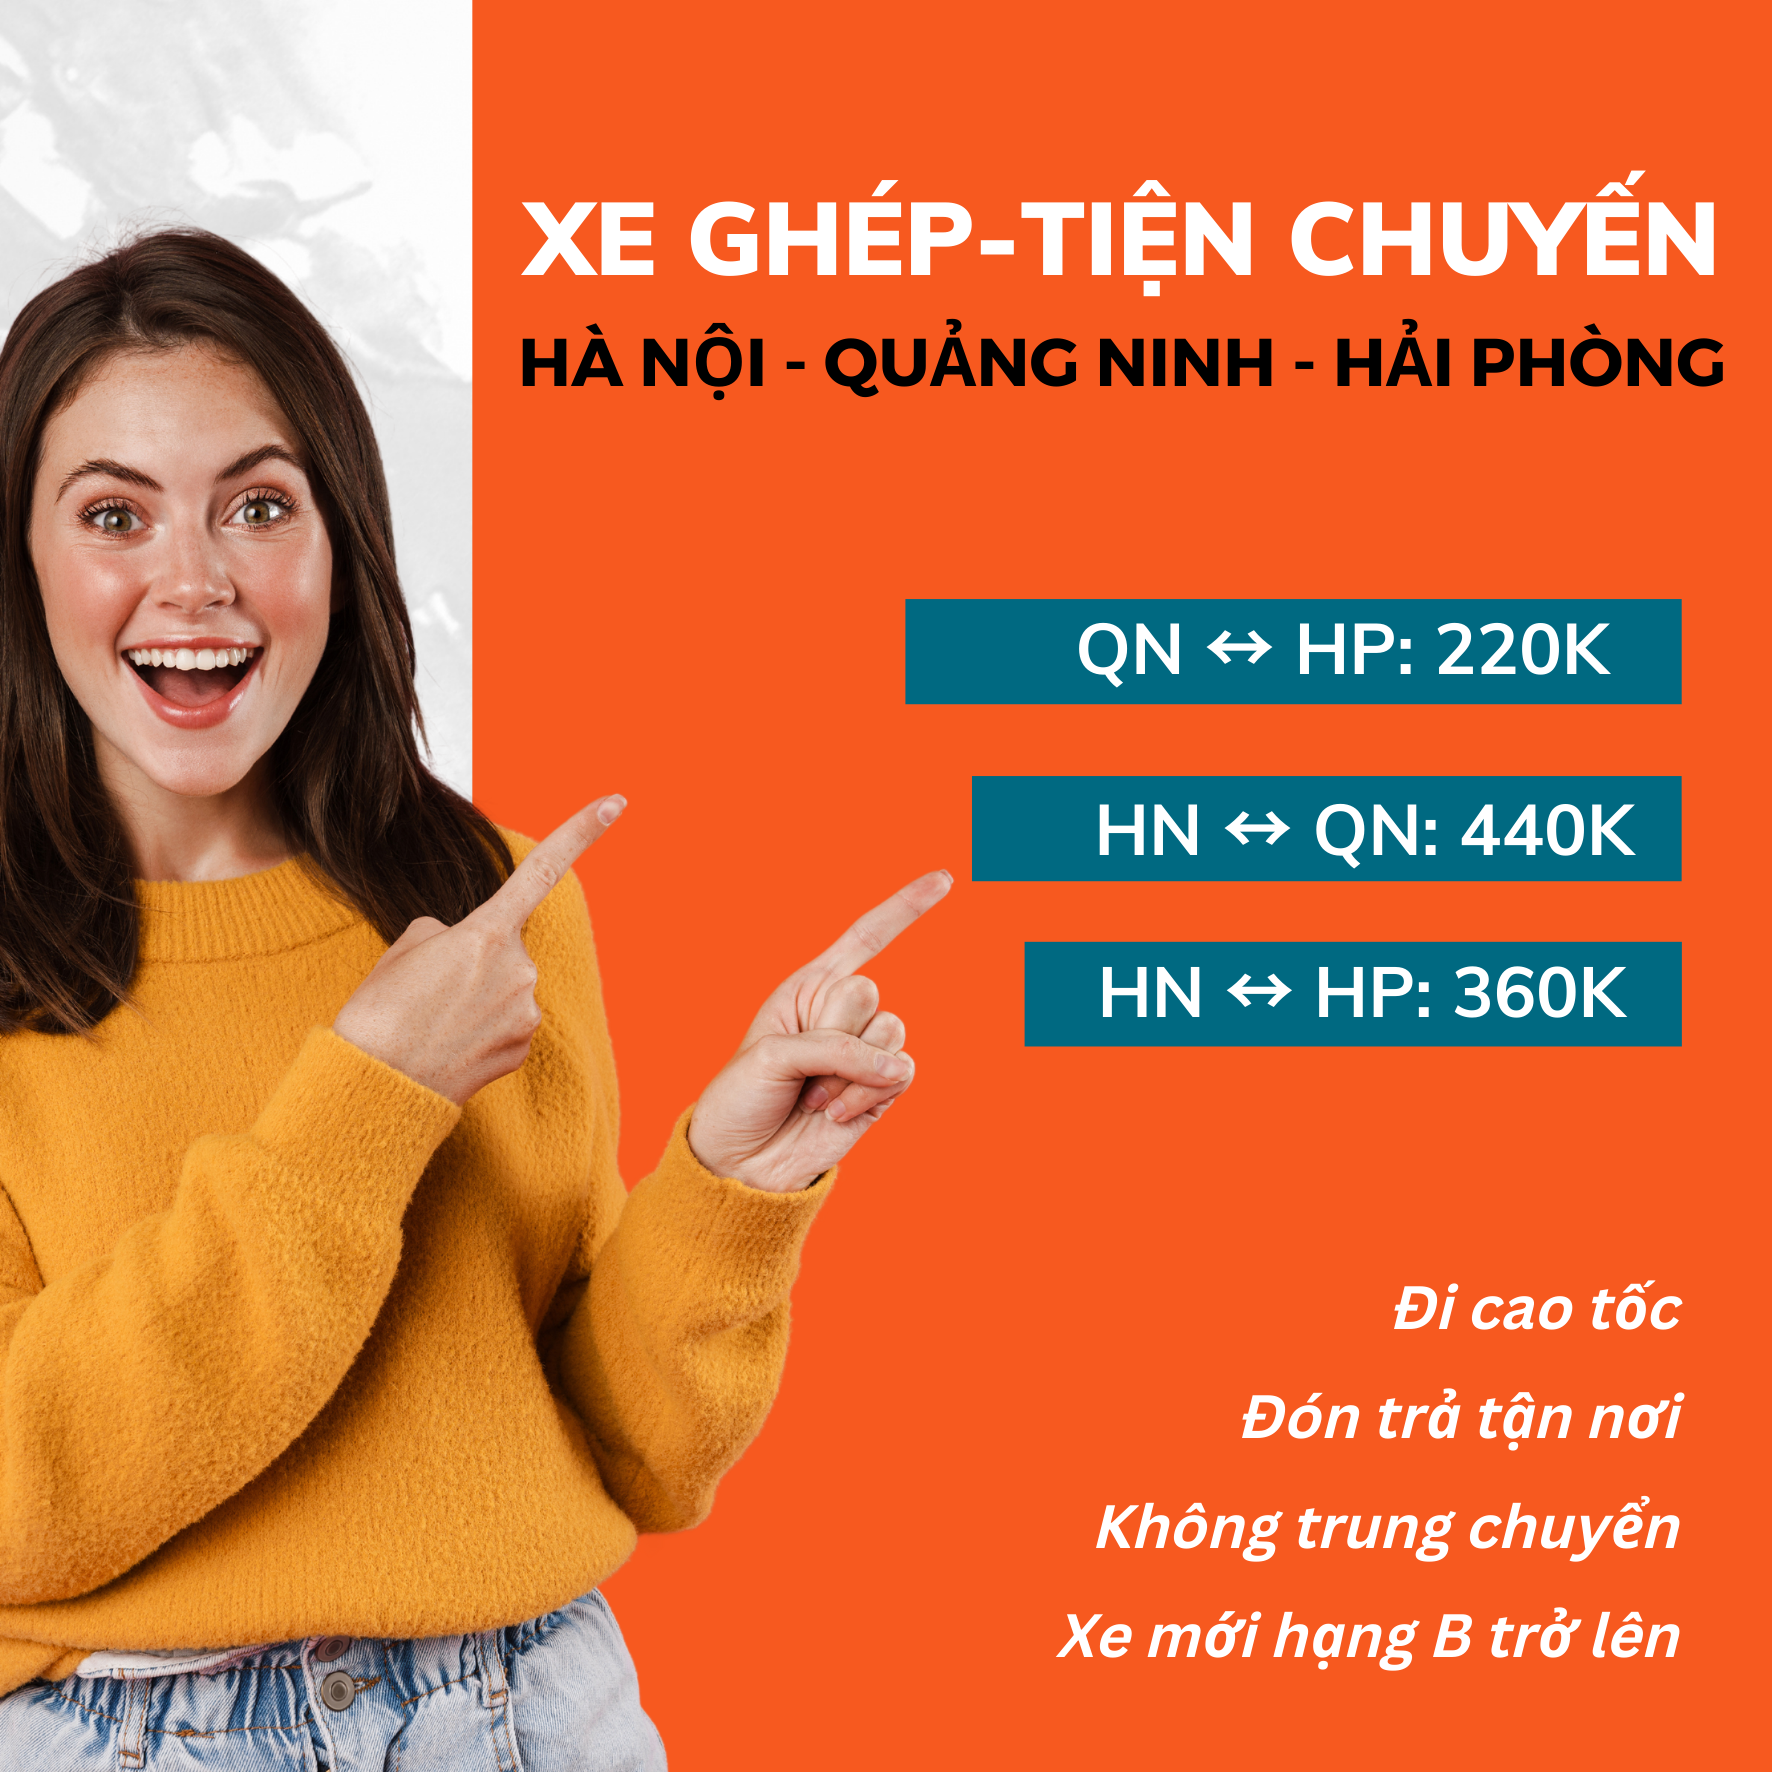 XE GHÉP-TIỆN CHUYẾN
HÀ NỘI - QUẢNG NINH - HẢI PHÒNG
QN ↔ HP: 220K
HN ↔ QN: 440K
HN ↔ HP: 360K
Đi cao tốc
Đón trả tận nơi
Không trung chuyển
Xe mới hạng B trở lên